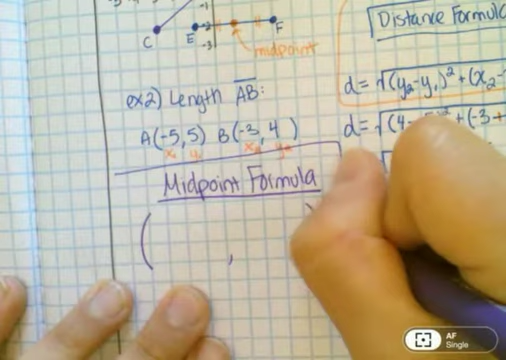 -1
-2
-3
C
E
F
midpoint
Distance Formula
ex2) Length AB:
d = √(y₂-y₁)² + (x₂-
A(-5,5) B(-3,4)
x₁ y₁ x₂ y₂
d = √(4- + (-3+
Midpoint Formula
( , )
AF
Single